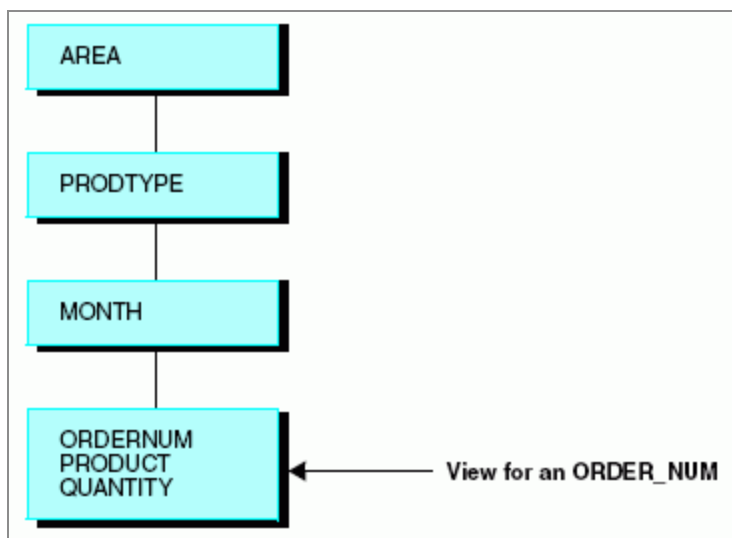 AREA
PRODTYPE
MONTH
ORDERNUM
PRODUCT
QUANTITY
View for an ORDER_NUM